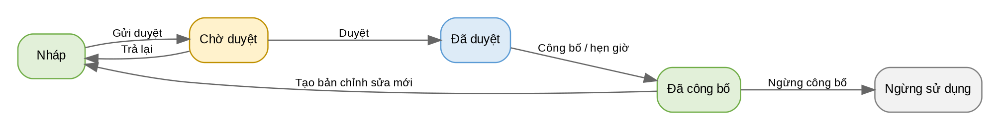 Nháp
Gửi duyệt
Trả lại
Chờ duyệt
Duyệt
Đã duyệt
Công bố / hẹn giờ
Tạo bản chỉnh sửa mới
Đã công bố
Ngừng công bố
Ngừng sử dụng